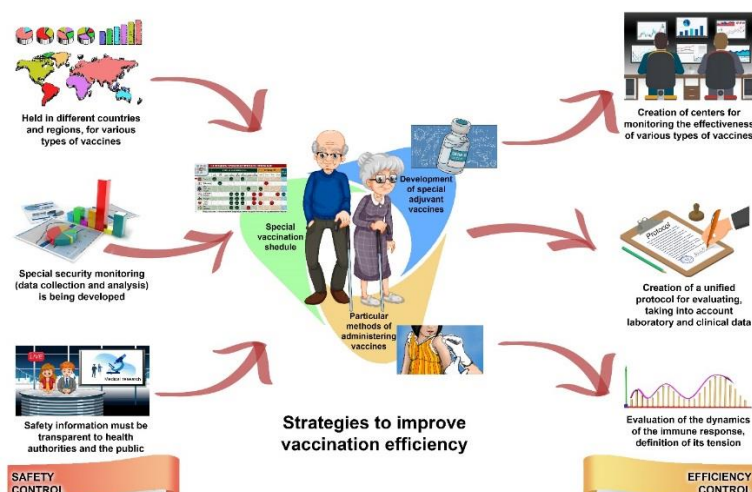 Held in different countries
and regions, for various
types of vaccines
Special security monitoring
(data collection and analysis)
is being developed
LIVE
Medical research
Safety information must be
transparent to health
authorities and the public
SAFETY
CONTROL
Special
vaccination
shedule
Development of
special
adjuvant
vaccines
Particular
methods of
administering
vaccines
Strategies to improve
vaccination efficiency
Creation of centers for
monitoring the effectiveness
of various types of vaccines
Protocol
Creation of a unified
protocol for evaluating,
taking into account
laboratory and clinical data
Evaluation of the dynamics
of the immune response,
definition of its tension
EFFICIENCY
CONTROL